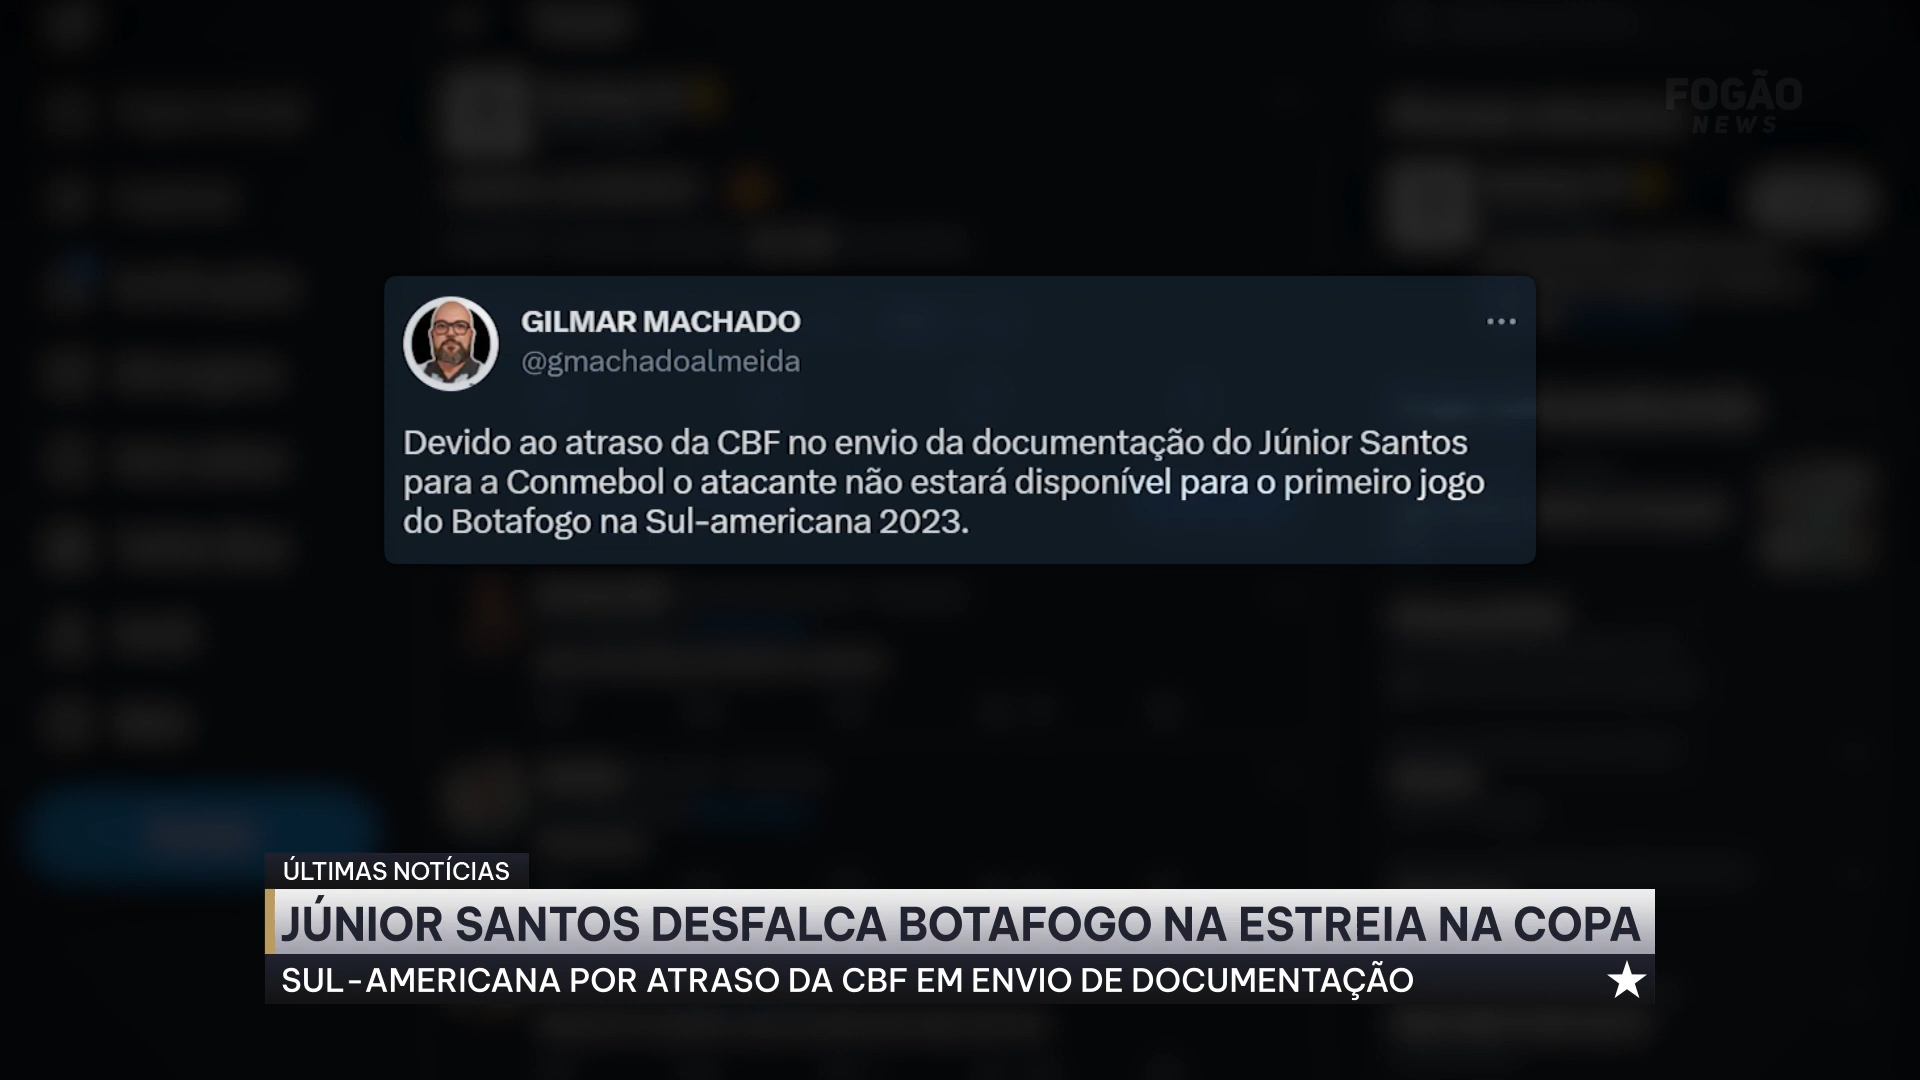 FOGÃO
NEWS
GILMAR MACHADO
@gmachadoalmeida
Devido ao atraso da CBF no envio da documentação do Júnior Santos
para a Conmebol o atacante não estará disponível para o primeiro jogo
do Botafogo na Sul-americana 2023.
ÚLTIMAS NOTÍCIAS
JÚNIOR SANTOS DESFALCA BOTAFOGO NA ESTREIA NA COPA
SUL-AMERICANA POR ATRASO DA CBF EM ENVIO DE DOCUMENTAÇÃO